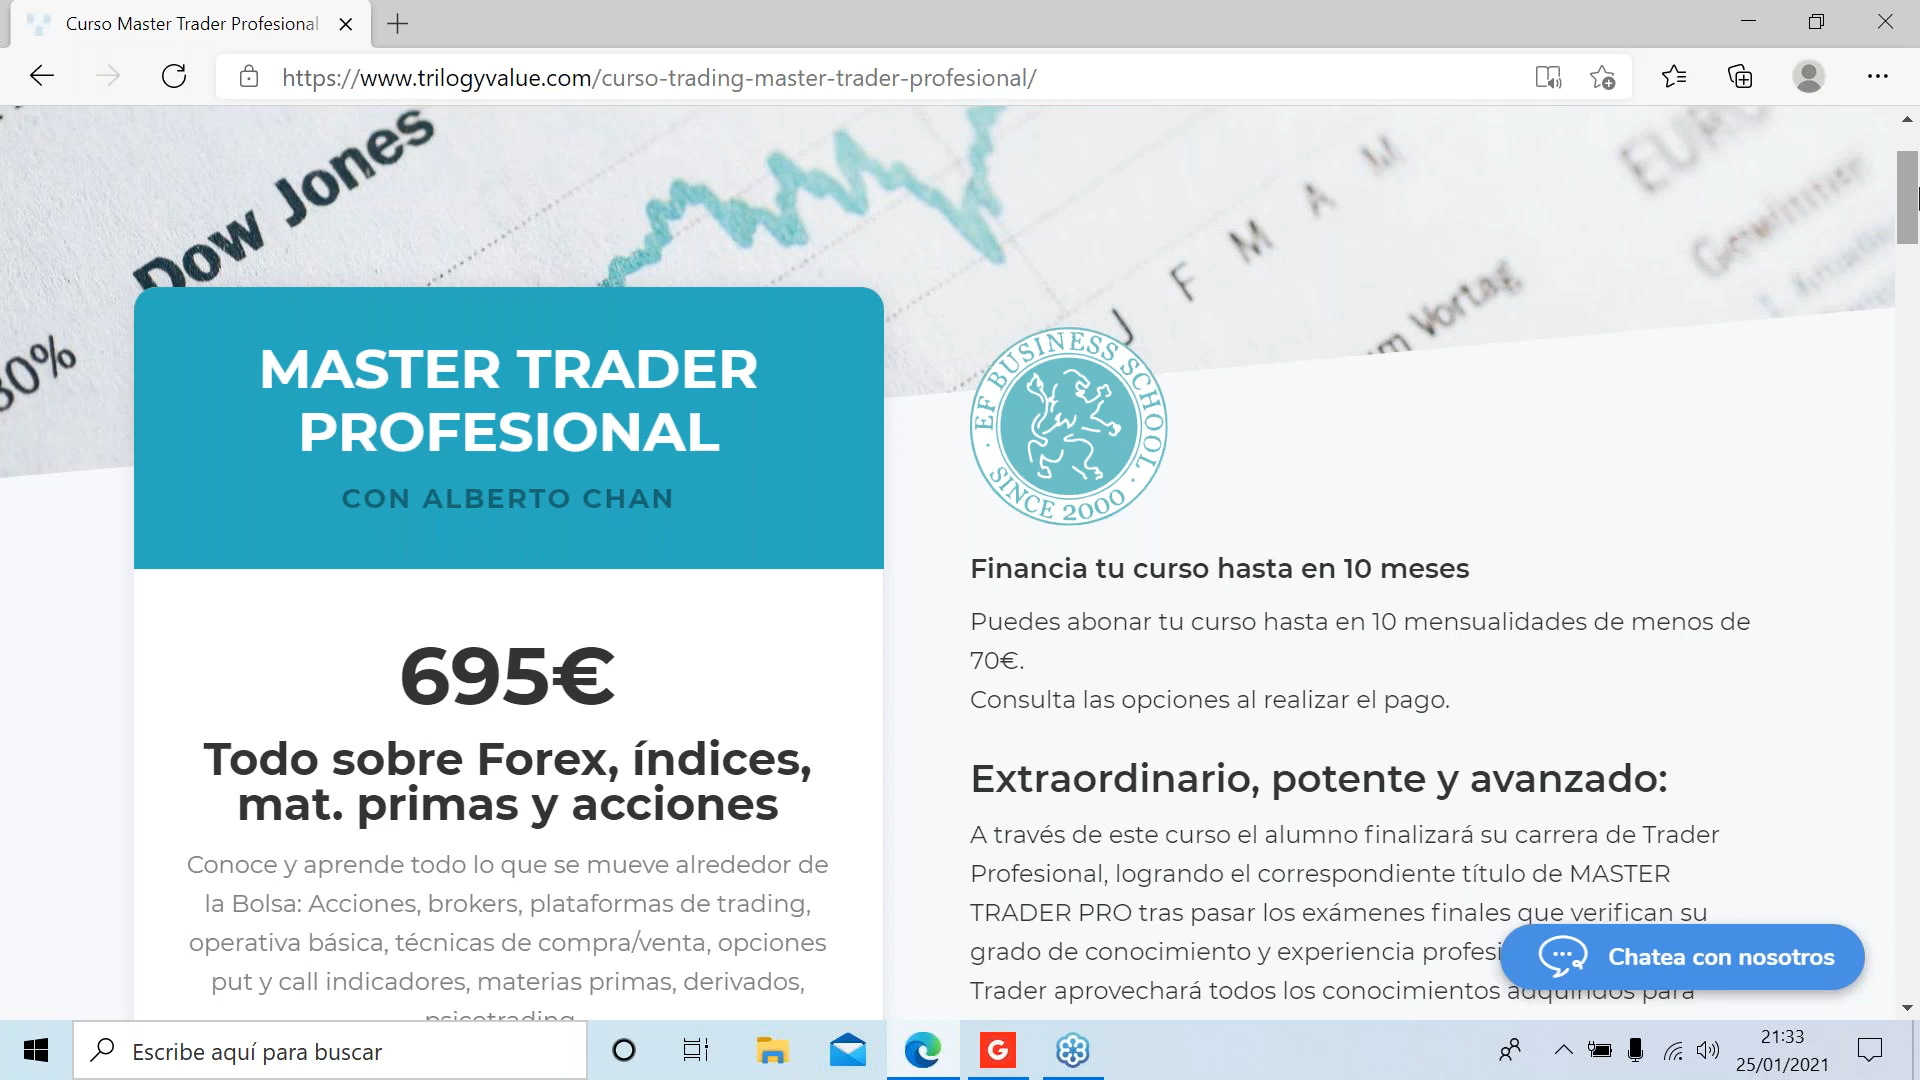 Curso Master Trader Profesional
https://www.trilogyvalue.com/curso-trading-master-trader-profesional/
Dow Jones
30%
J F M A M
EURO
Vortag
MASTER TRADER
PROFESIONAL
CON ALBERTO CHAN
695€
Todo sobre Forex, índices,
mat. primas y acciones
Conoce y aprende todo lo que se mueve alrededor de
la Bolsa: Acciones, brokers, plataformas de trading,
operativa básica, técnicas de compra/venta, opciones
put y call indicadores, materias primas, derivados,
psicotrading
· EF BUSINESS SCHOOL ·
SINCE 2000
Financia tu curso hasta en 10 meses
Puedes abonar tu curso hasta en 10 mensualidades de menos de
70€.
Consulta las opciones al realizar el pago.
Extraordinario, potente y avanzado:
A través de este curso el alumno finalizará su carrera de Trader
Profesional, logrando el correspondiente título de MASTER
TRADER PRO tras pasar los exámenes finales que verifican su
grado de conocimiento y experiencia profesi
Trader aprovechará todos los conocimientos adquiridos para
Chatea con nosotros
Escribe aquí para buscar
G
21:33
25/01/2021